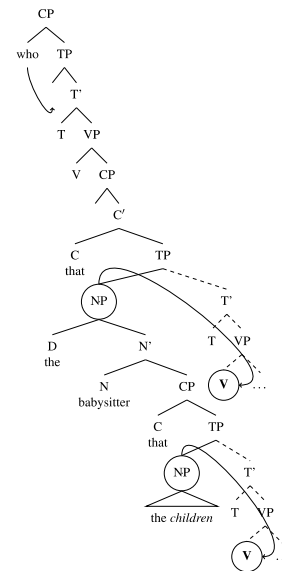 CP
who TP
T'
T VP
V CP
C′
C TP
that
NP T'
D N' T VP
the
N CP V ...
babysitter
C TP
that
NP T'
the children T VP
V .